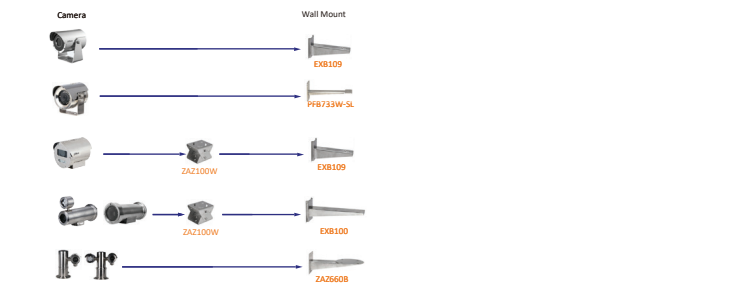 Camera
Wall Mount
EXB109
PFB733W-SL
ZAZ100W
EXB109
ZAZ100W
EXB100
ZAZ660B